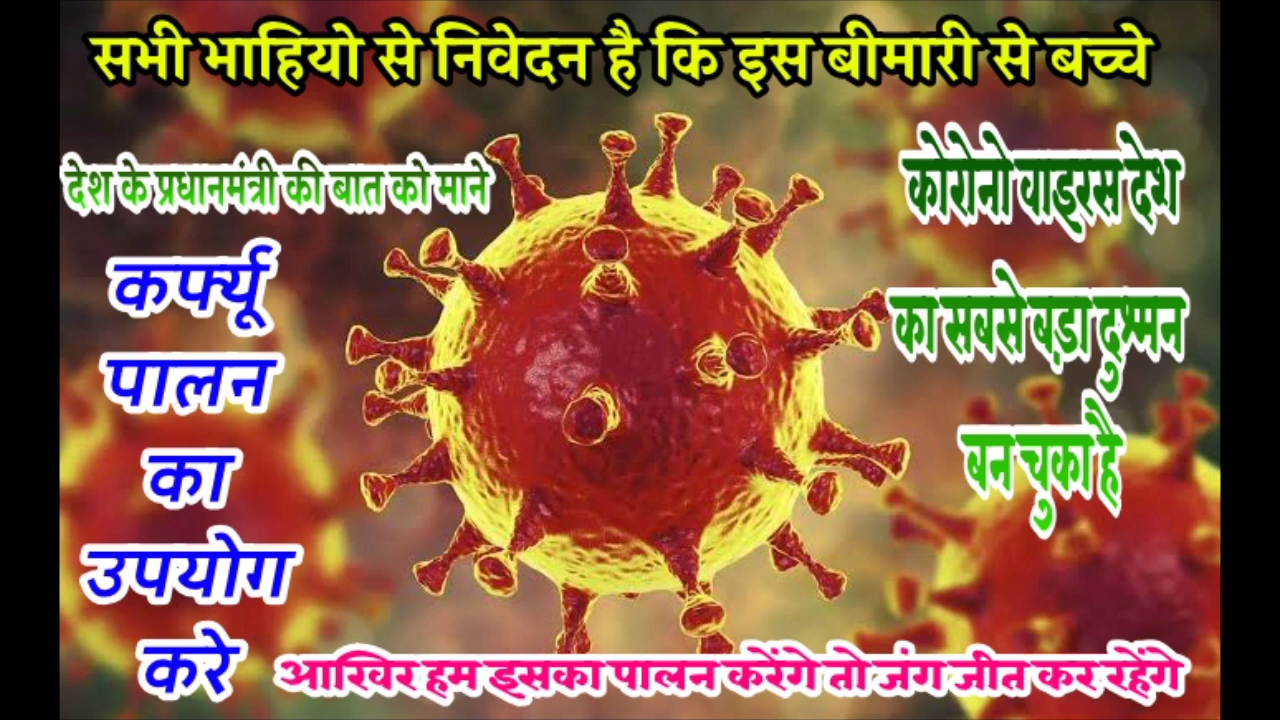 सभी भाहियो से निवेदन है कि इस बीमारी से बच्चे
देश के प्रधानमंत्री की बात को माने
कर्फ्यू
पालन
का
उपयोग
करे
कोरोनो वाइरस देश
का सबसे बड़ा दुश्मन
बन चुका है
आखिर हम इसका पालन करेंगे तो जंग जीत कर रहेंगे